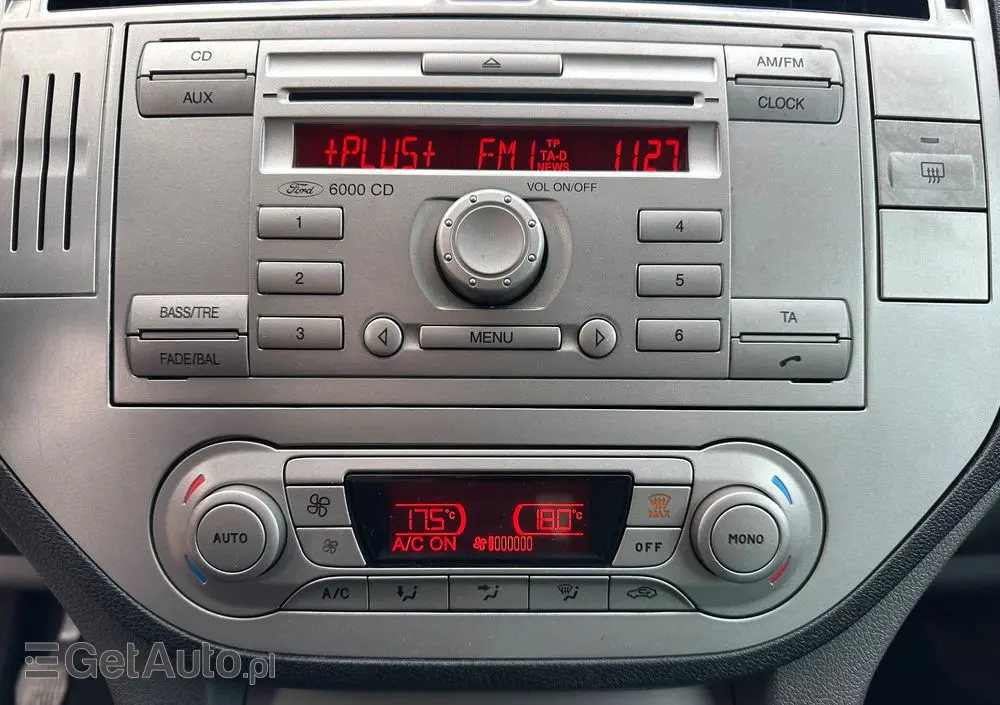 CD
AUX
AM/FM
CLOCK
+PLUS+ FM1 TP TA-D NEWS 1127
Ford 6000 CD
VOL ON/OFF
1
2
3
4
5
6
BASS/TRE
FADE/BAL
MENU
TA
AUTO
17.5°C
18.0°C
A/C ON
MAX
OFF
MONO
A/C
GetAuto.pl